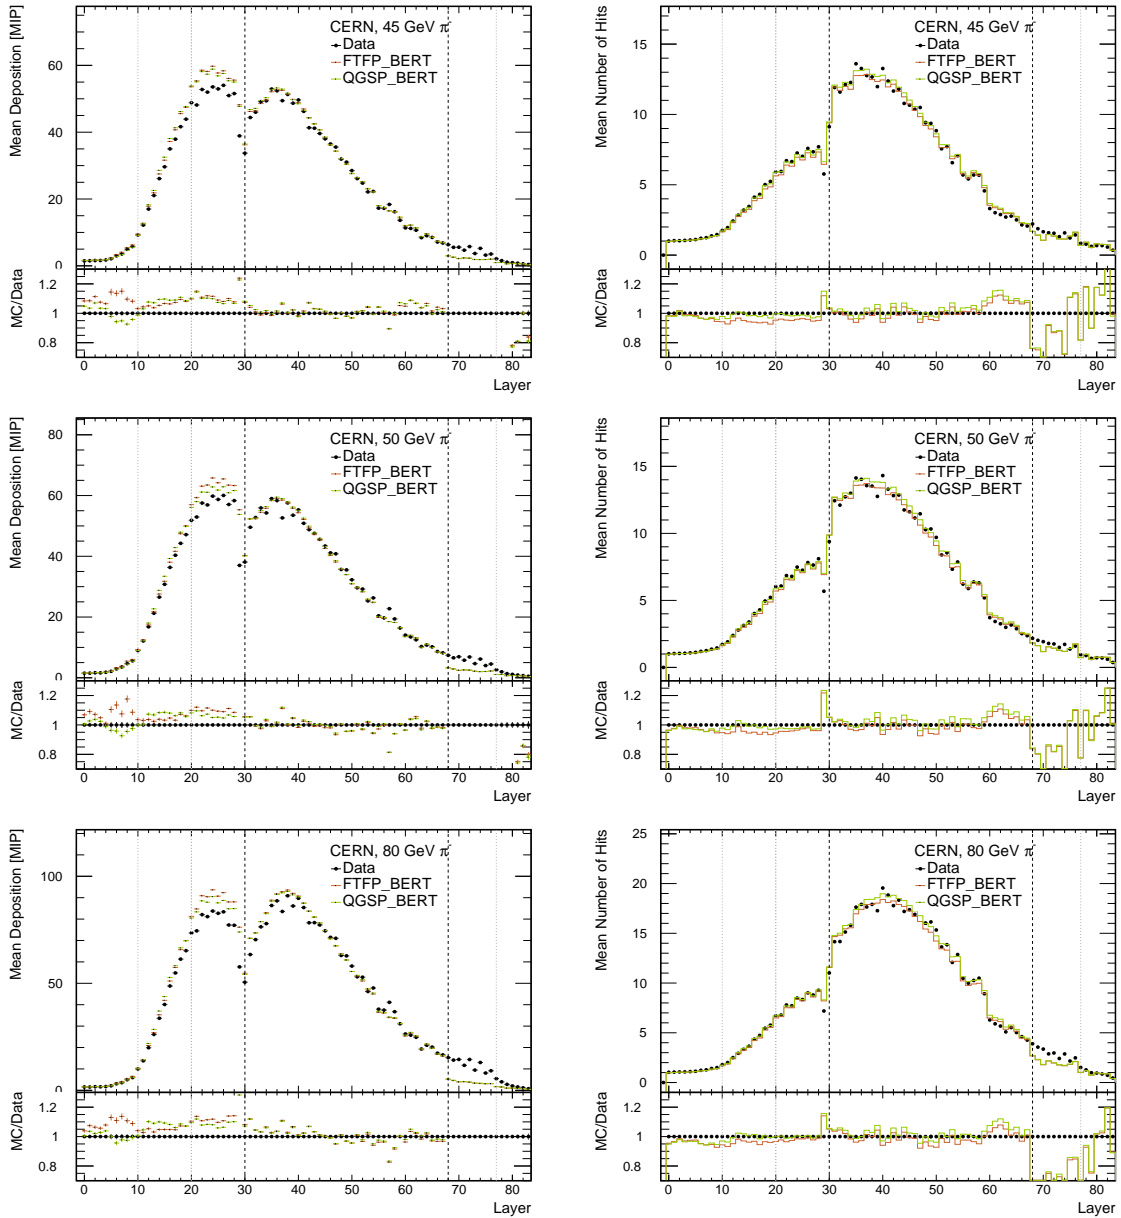 Mean Deposition [MIP]
CERN, 45 GeV π-
Data
FTFP_BERT
QGSP_BERT
60
40
20
0
MC/Data
1.2
1
0.8
0 10 20 30 40 50 60 70 80
Layer
Mean Number of Hits
CERN, 45 GeV π-
Data
FTFP_BERT
QGSP_BERT
15
10
5
0
MC/Data
1.2
1
0.8
0 10 20 30 40 50 60 70 80
Layer
Mean Deposition [MIP]
CERN, 50 GeV π-
Data
FTFP_BERT
QGSP_BERT
80
60
40
20
0
MC/Data
1.2
1
0.8
0 10 20 30 40 50 60 70 80
Layer
Mean Number of Hits
CERN, 50 GeV π-
Data
FTFP_BERT
QGSP_BERT
15
10
5
0
MC/Data
1.2
1
0.8
0 10 20 30 40 50 60 70 80
Layer
Mean Deposition [MIP]
CERN, 80 GeV π-
Data
FTFP_BERT
QGSP_BERT
100
50
0
MC/Data
1.2
1
0.8
0 10 20 30 40 50 60 70 80
Layer
Mean Number of Hits
CERN, 80 GeV π-
Data
FTFP_BERT
QGSP_BERT
25
20
15
10
5
0
MC/Data
1.2
1
0.8
0 10 20 30 40 50 60 70 80
Layer